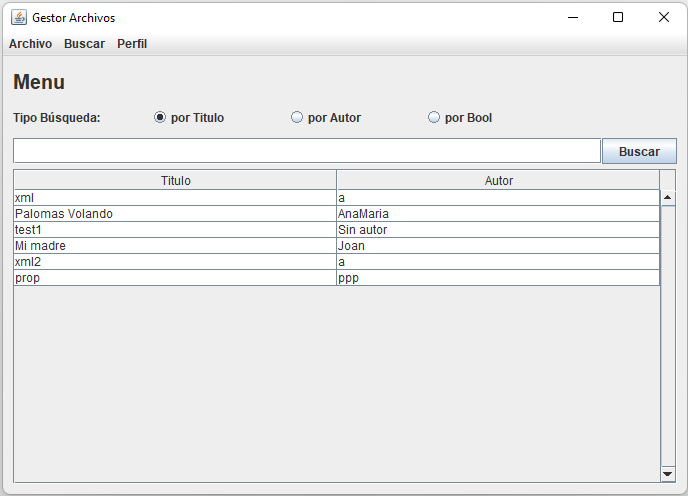 Gestor Archivos
Archivo Buscar Perfil
Menu
Tipo Búsqueda: por Titulo por Autor por Bool
Buscar
Titulo Autor
xml a
Palomas Volando AnaMaria
test1 Sin autor
Mi madre Joan
xml2 a
prop ppp